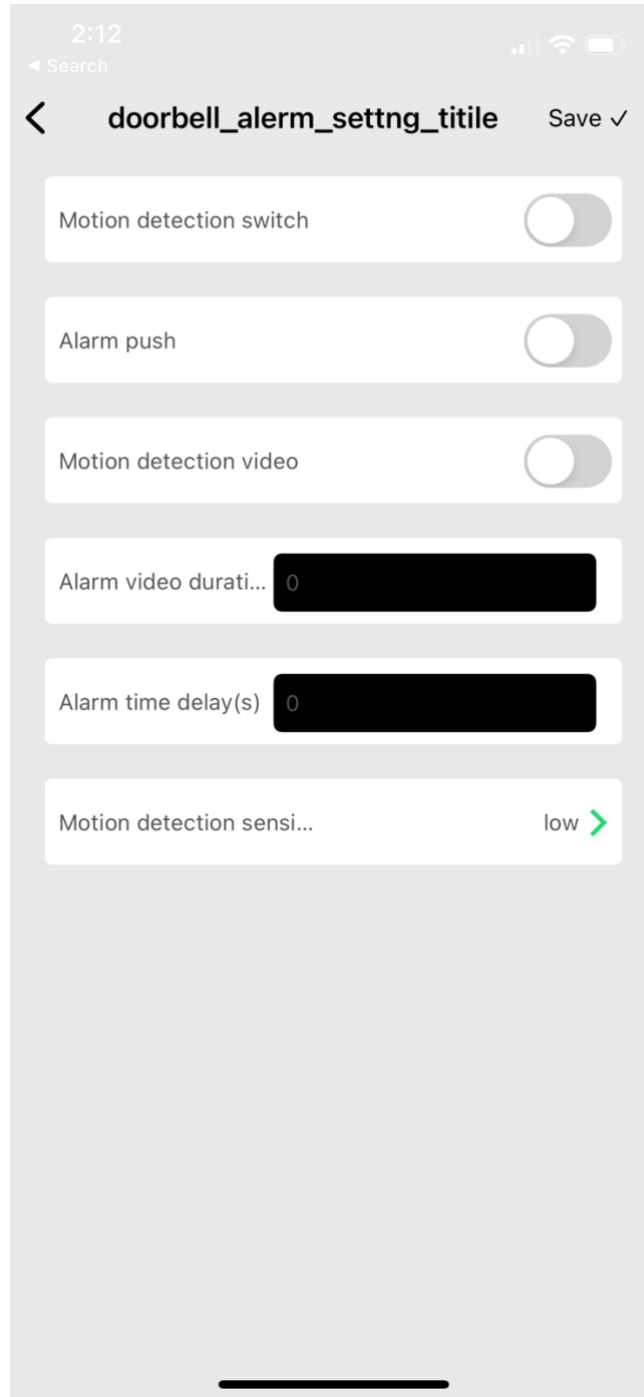 2:12
◀ Search
doorbell_alerm_settng_titile Save ✓
Motion detection switch
Alarm push
Motion detection video
Alarm video durati... 0
Alarm time delay(s) 0
Motion detection sensi... low